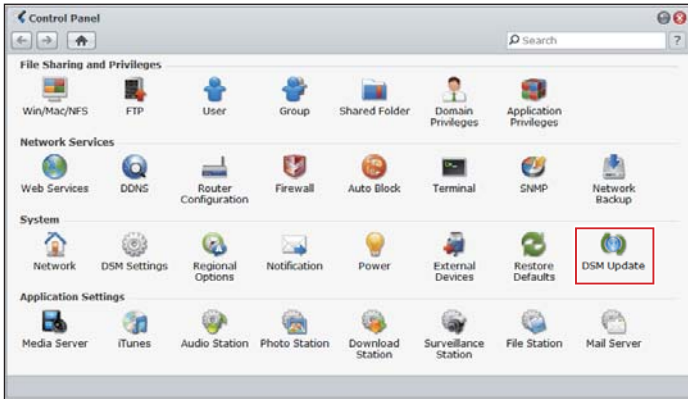 Control Panel
Search
?
File Sharing and Privileges
Win/Mac/NFS FTP User Group Shared Folder Domain Privileges Application Privileges
Network Services
Web Services DDNS Router Configuration Firewall Auto Block Terminal SNMP Network Backup
System
Network DSM Settings Regional Options Notification Power External Devices Restore Defaults DSM Update
Application Settings
Media Server iTunes Audio Station Photo Station Download Station Surveillance Station File Station Mail Server